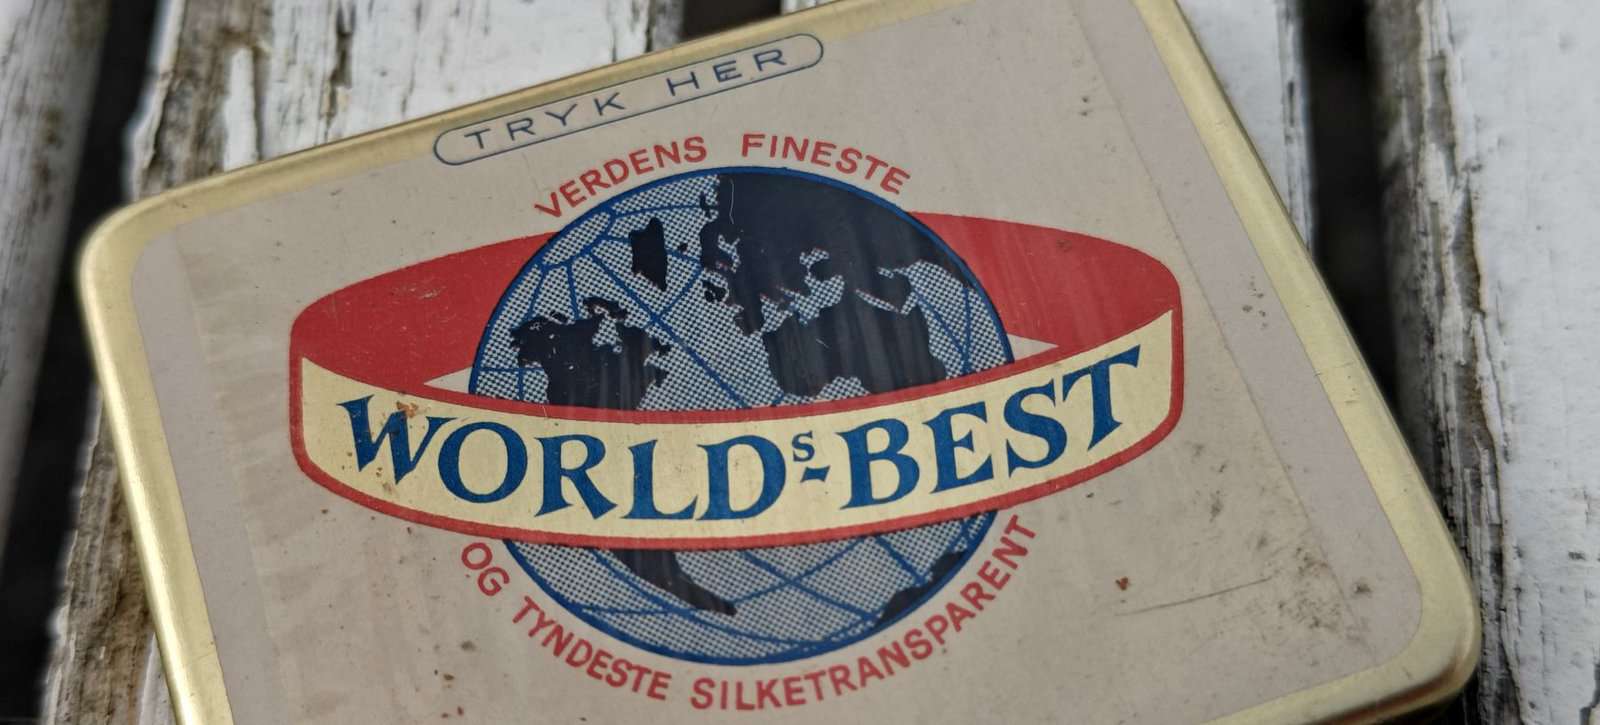 TRYK HER
VERDENS FINESTE
WORLDS-BEST
OG TYNDESTE SILKETRANSPARENT